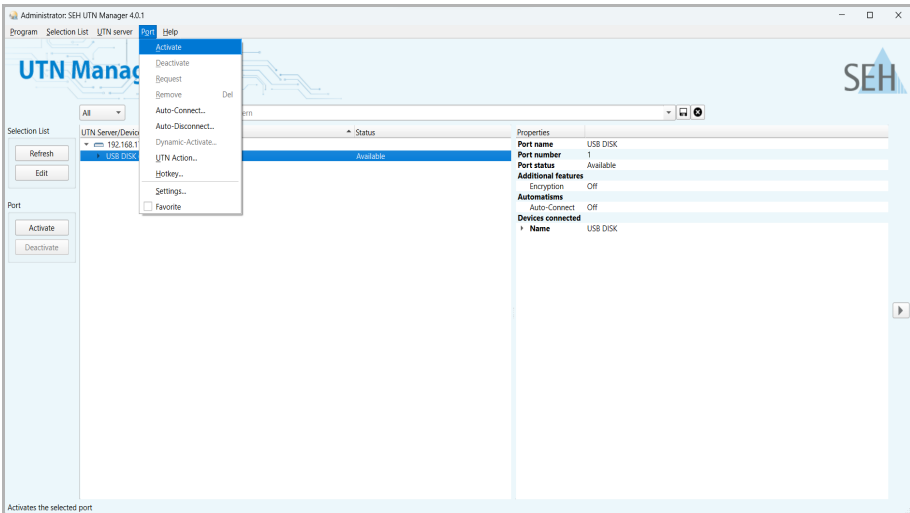 Administrator: SEH UTN Manager 4.0.1
Program Selection List UTN server Port Help
UTN Manag
SEH
Activate
Deactivate
Request
Remove Del
Auto-Connect...
Auto-Disconnect...
Dynamic-Activate...
UTN Action...
Hotkey...
Settings...
Favorite
All
ern
Selection List
Refresh
Edit
Port
Activate
Deactivate
UTN Server/Device Status
192.168.1
USB DISK Available
Properties
Port name USB DISK
Port number 1
Port status Available
Additional features
Encryption Off
Automatisms
Auto-Connect Off
Devices connected
Name USB DISK
Activates the selected port